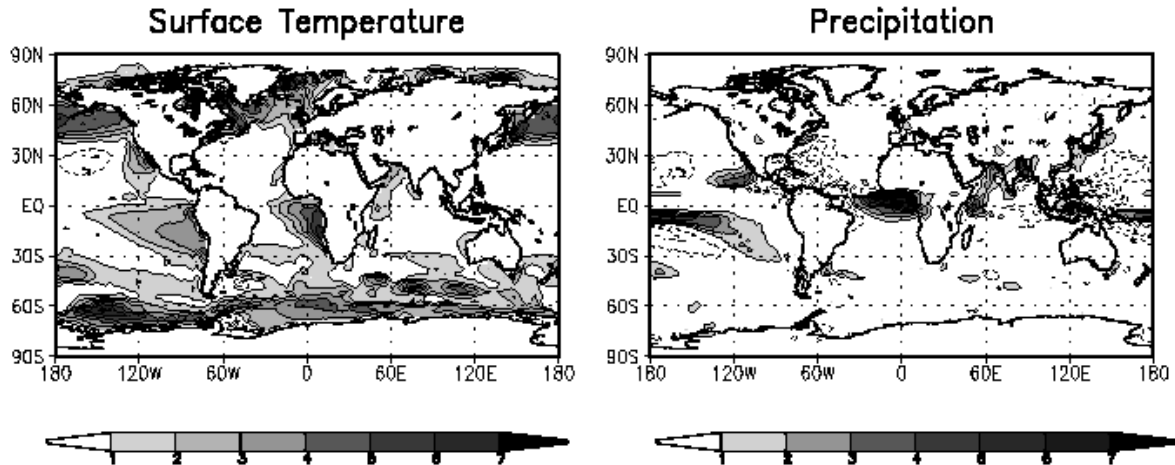 Surface Temperature
Precipitation
90N
60N
30N
EQ
30S
60S
90S
180 120W 60W 0 60E 120E 180
90N
60N
30N
EQ
30S
60S
90S
180 120W 60W 0 60E 120E 180
1 2 3 4 5 6 7
1 2 3 4 5 6 7